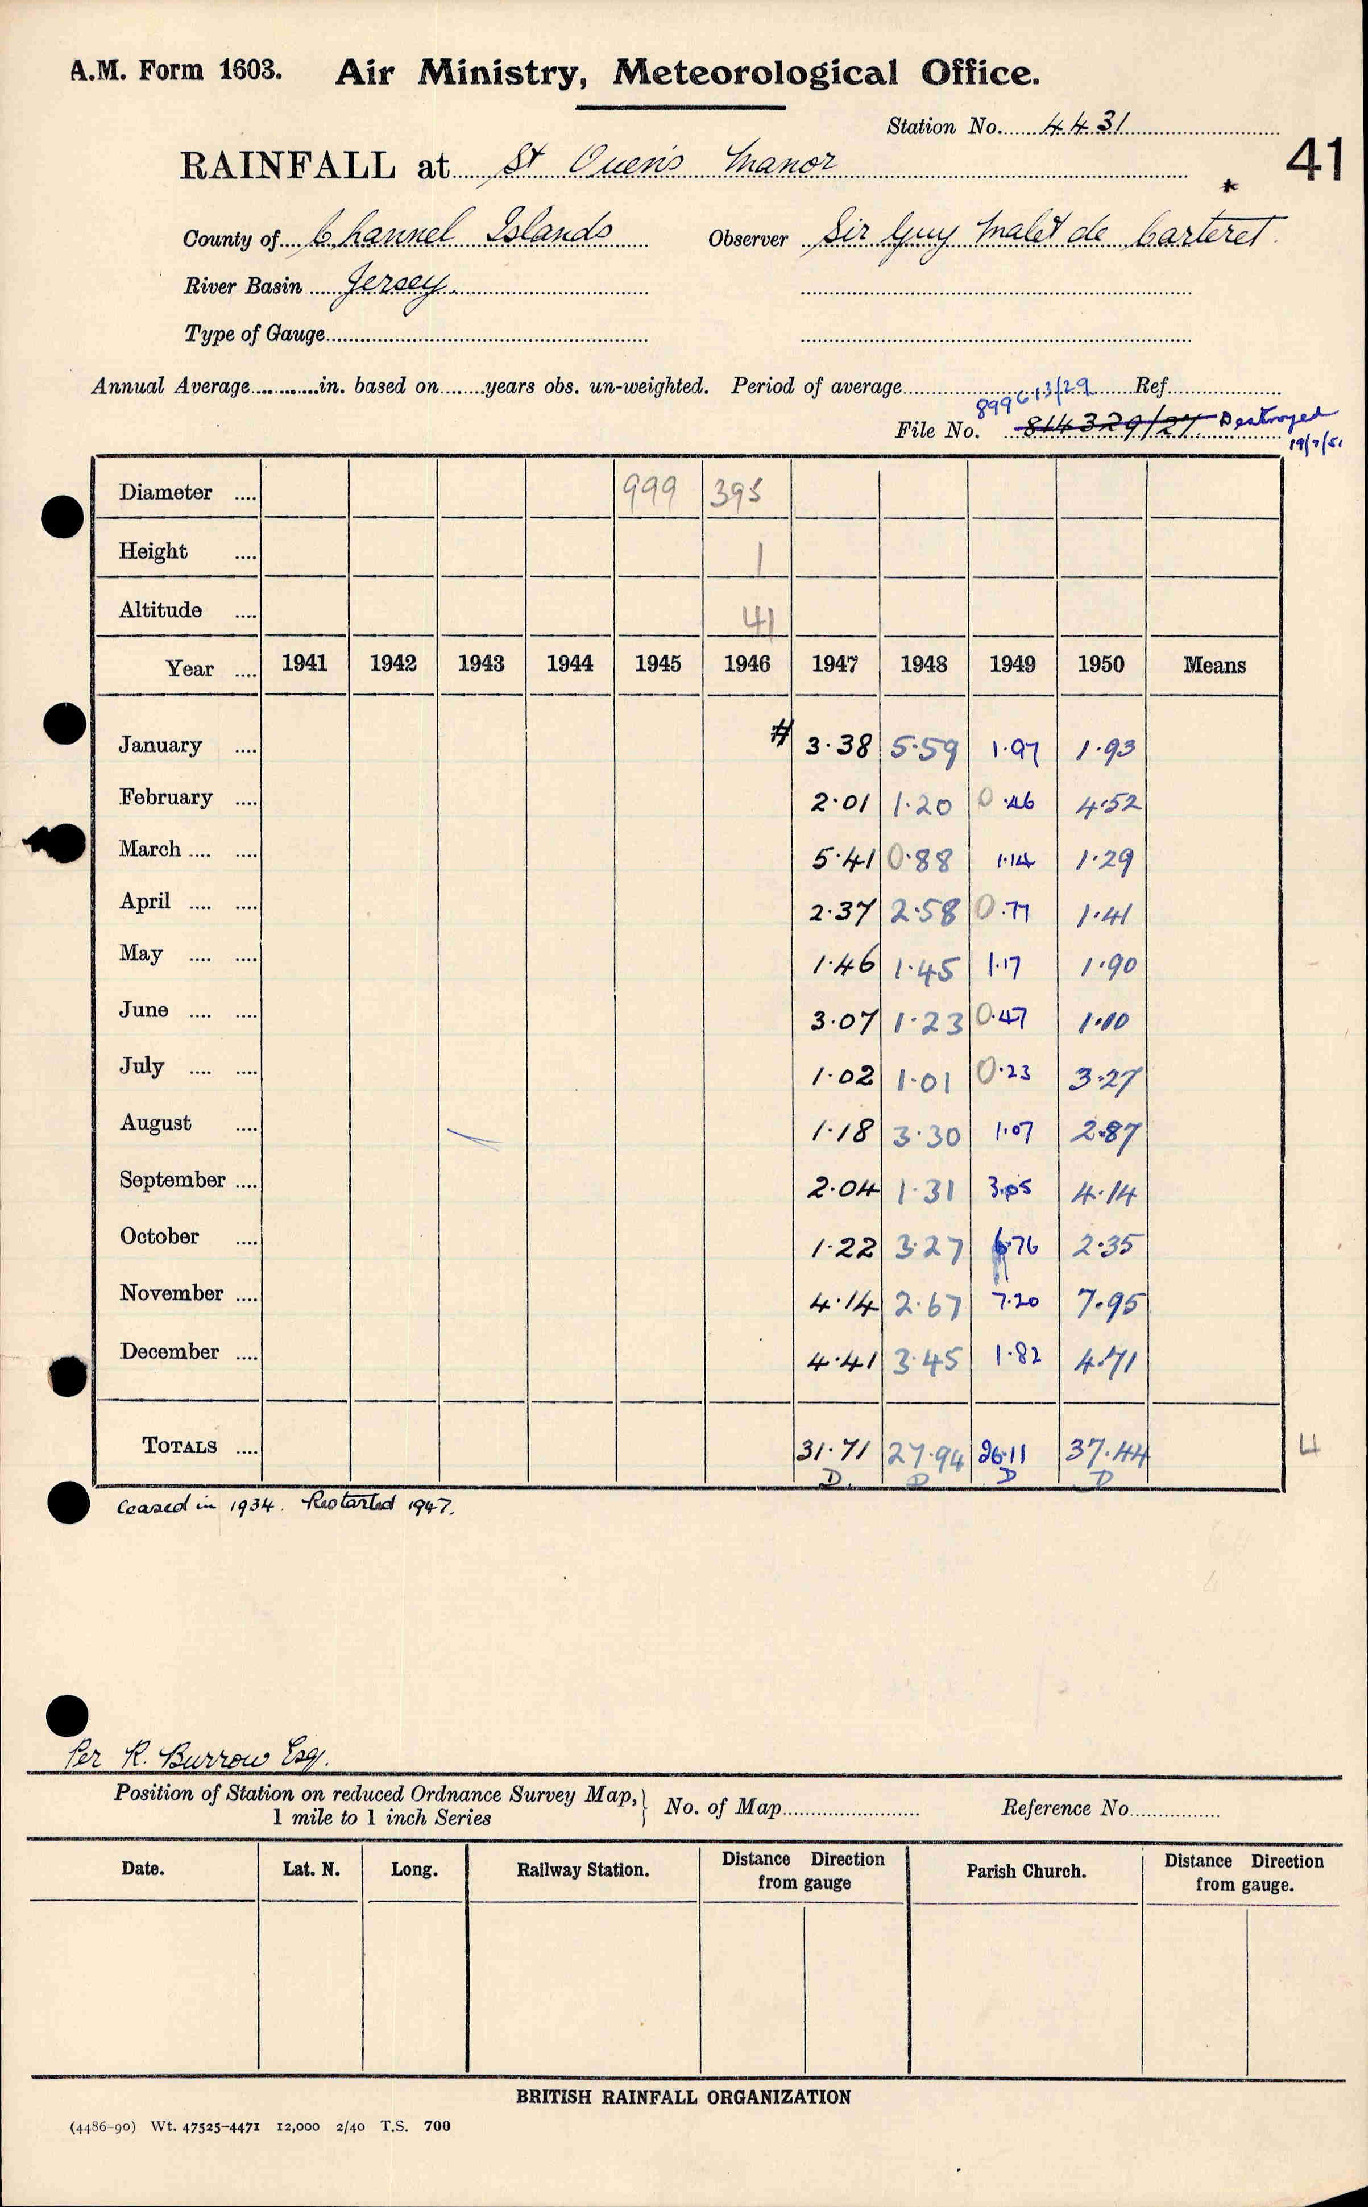 A.M. Form 1603. Air Ministry, Meteorological Office.
Station No. 4431
41
RAINFALL at St Ouen's Manor
*
County of Channel Islands Observer Sir Guy Malet de Carteret.
River Basin Jersey.
Type of Gauge
Annual Average in. based on years obs. un-weighted. Period of average Ref.
899613/29
File No. 814329/27. Destroyed
19/7/51
Diameter .... 999 395
Height .... 1
Altitude .... 41
Year .... 1941 1942 1943 1944 1945 1946 1947 1948 1949 1950 Means
January .... # 3.38 5.59 1.97 1.93
February .... 2.01 1.20 0.46 4.52
March .... .... 5.41 0.88 1.14 1.29
April .... .... 2.37 2.58 0.77 1.41
May .... .... 1.46 1.45 1.17 1.90
June .... .... 3.07 1.23 0.47 1.10
July .... .... 1.02 1.01 0.23 3.27
August .... 1.18 3.30 1.07 2.87
September .... 2.04 1.31 3.05 4.14
October .... 1.22 3.27 6.76 2.35
November .... 4.14 2.67 7.20 7.95
December .... 4.41 3.45 1.82 4.71
TOTALS .... 31.71 27.94 26.11 37.44
D. D D D
Ceased in 1934. Restarted 1947.
Per R. Burrow Esq.
Position of Station on reduced Ordnance Survey Map, 1 mile to 1 inch Series } No. of Map Reference No.
Date. Lat. N. Long. Railway Station. Distance Direction from gauge Parish Church. Distance Direction from gauge.
BRITISH RAINFALL ORGANIZATION
(4486-90) Wt. 47525-4471 12,000 2/40 T.S. 700